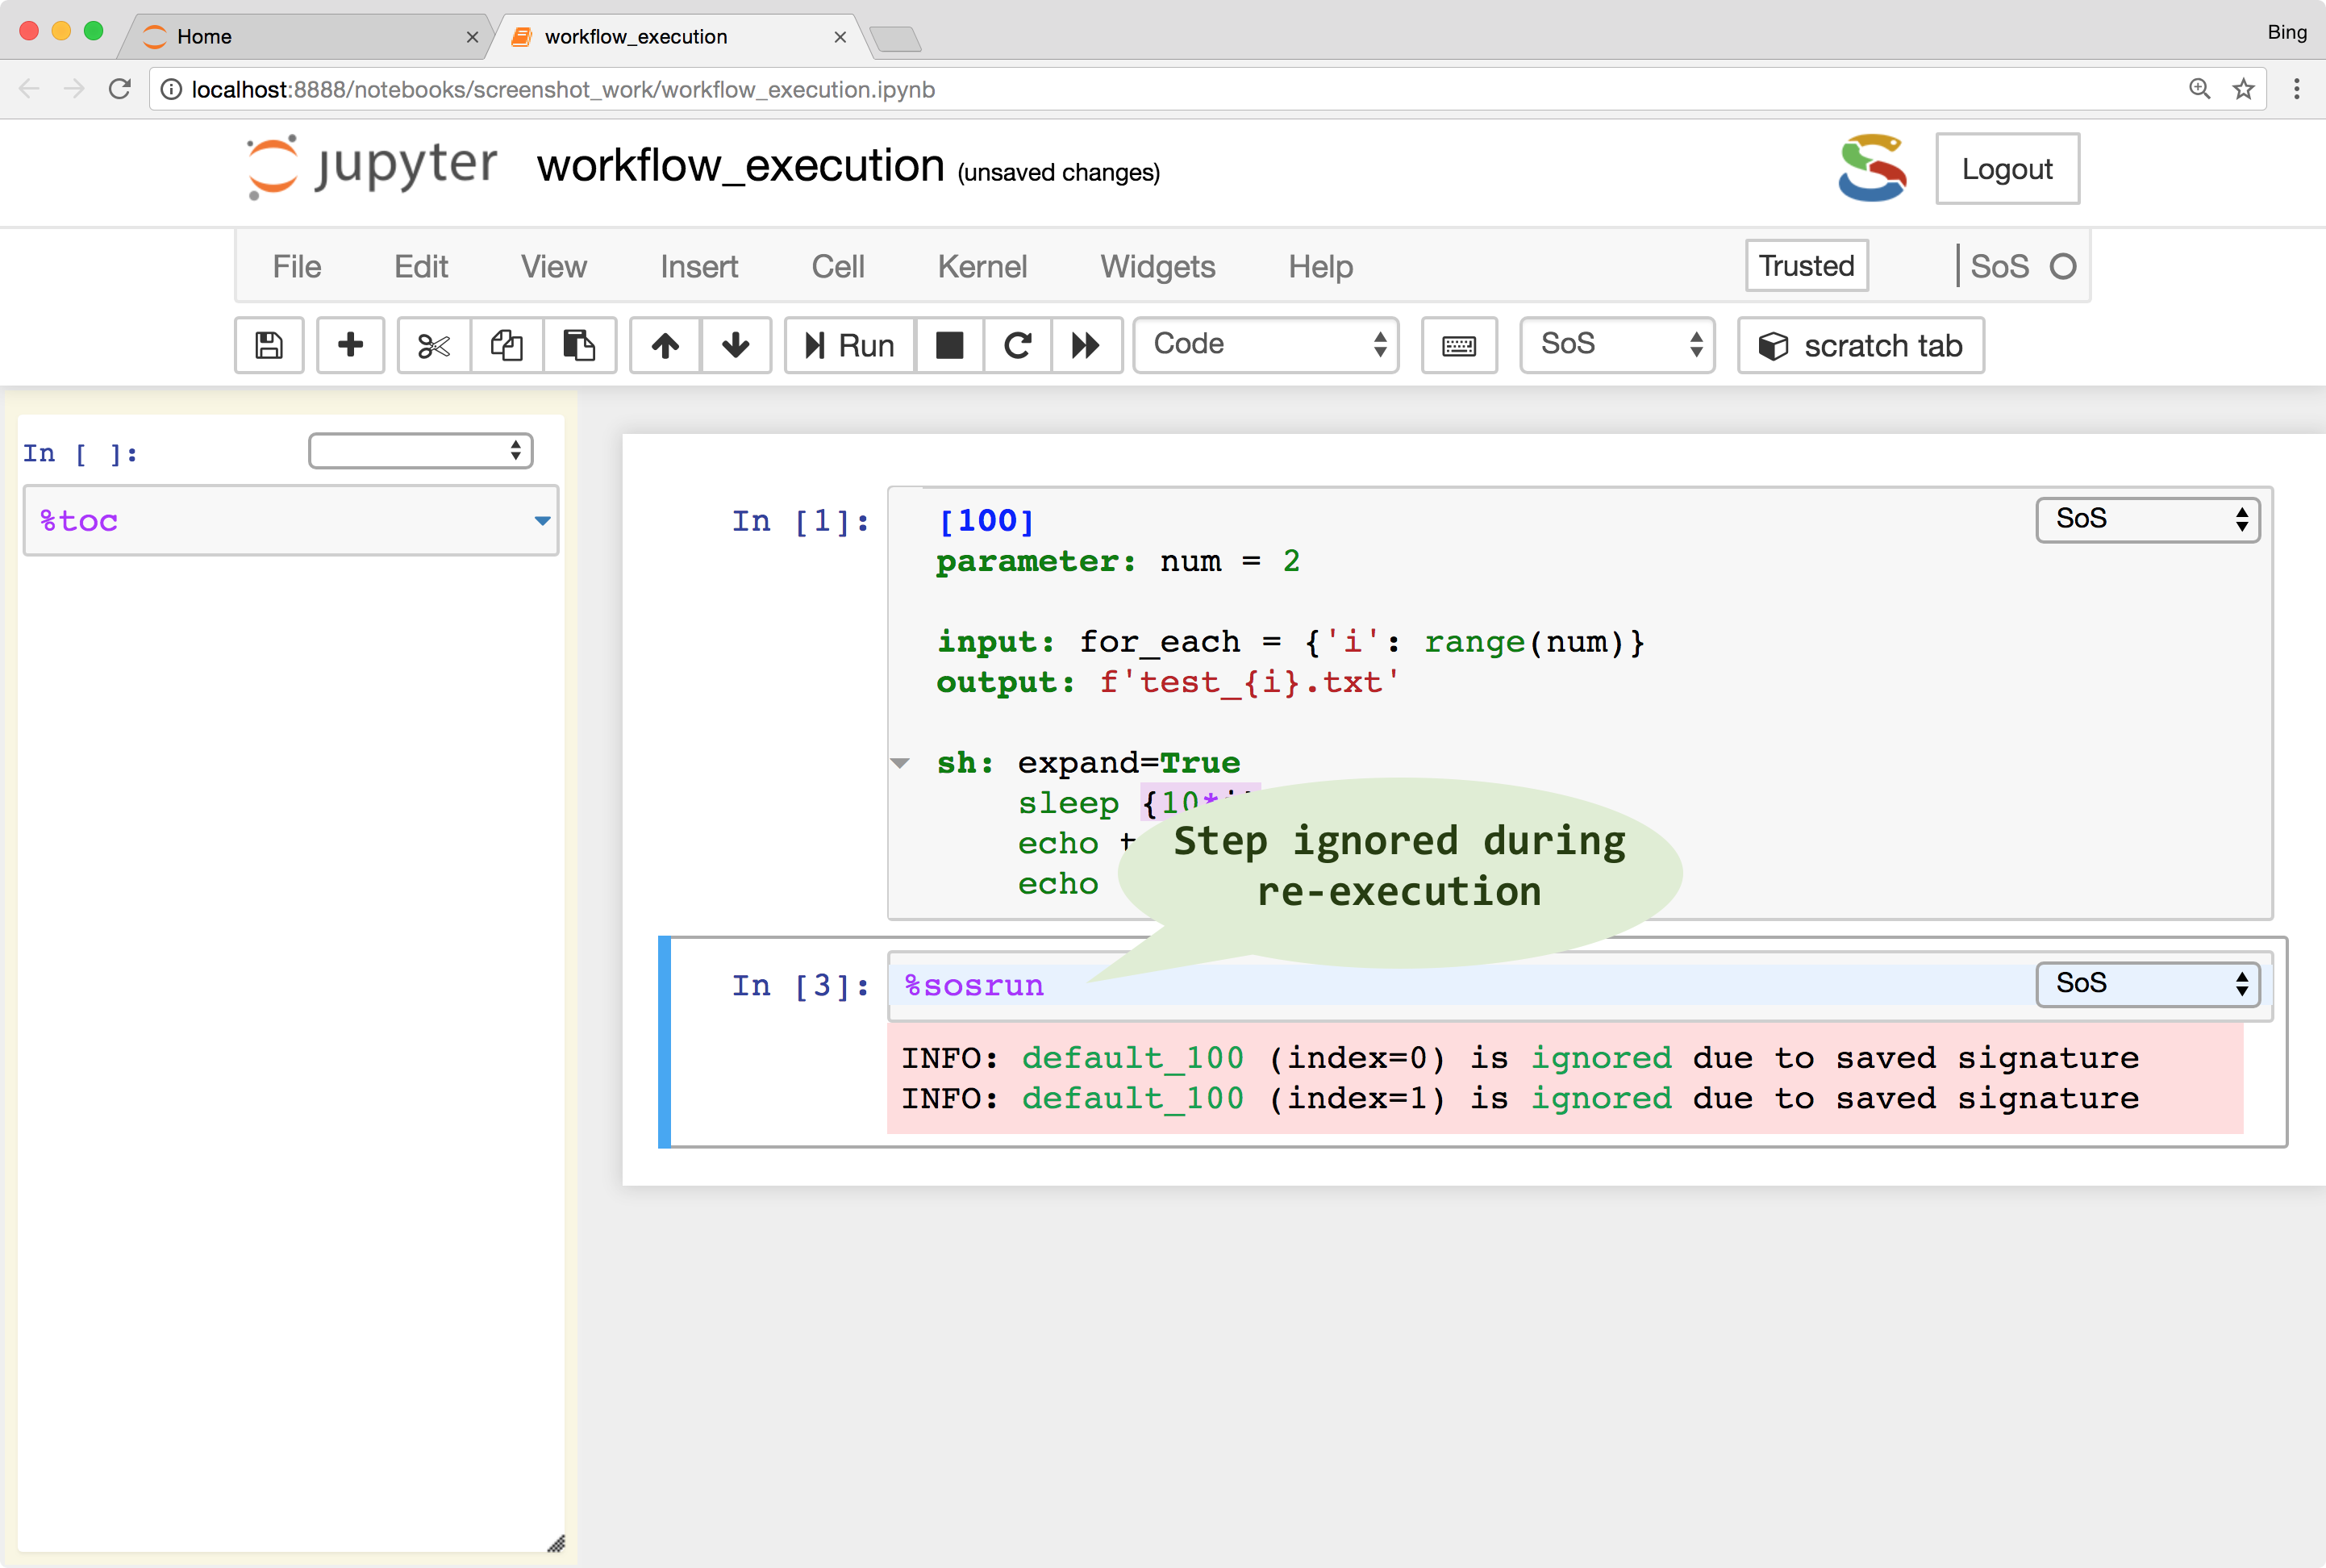 Home
workflow_execution
Bing
localhost:8888/notebooks/screenshot_work/workflow_execution.ipynb
jupyter workflow_execution (unsaved changes)
Logout
File Edit View Insert Cell Kernel Widgets Help Trusted SoS
Run Code SoS scratch tab
In [ ]:
%toc
In [1]: [100] SoS
parameter: num = 2
input: for_each = {'i': range(num)}
output: f'test_{i}.txt'
sh: expand=True
sleep {10*
echo
echo
Step ignored during
re-execution
In [3]: %sosrun SoS
INFO: default_100 (index=0) is ignored due to saved signature
INFO: default_100 (index=1) is ignored due to saved signature